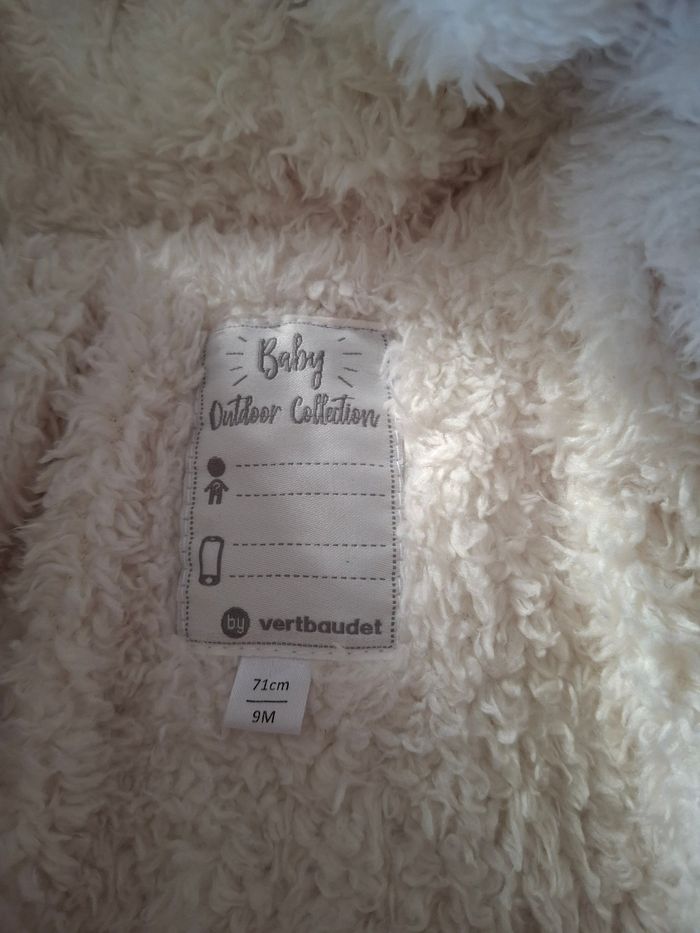 Baby
Outdoor Collection
by vertbaudet
71cm
9M